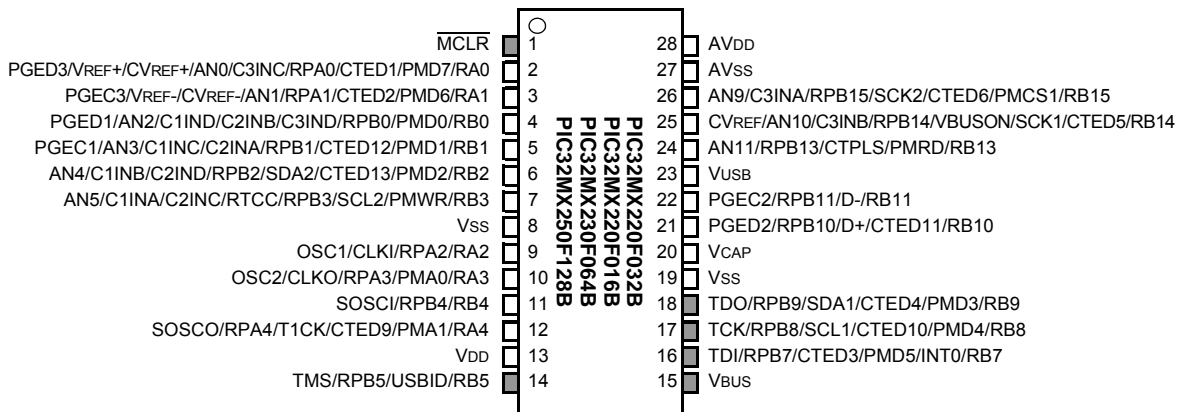 MCLR 1
PGED3/VREF+/CVREF+/AN0/C3INC/RPA0/CTED1/PMD7/RA0 2
PGEC3/VREF-/CVREF-/AN1/RPA1/CTED2/PMD6/RA1 3
PGED1/AN2/C1IND/C2INB/C3IND/RPB0/PMD0/RB0 4
PGEC1/AN3/C1INC/C2INA/RPB1/CTED12/PMD1/RB1 5
AN4/C1INB/C2IND/RPB2/SDA2/CTED13/PMD2/RB2 6
AN5/C1INA/C2INC/RTCC/RPB3/SCL2/PMWR/RB3 7
VSS 8
OSC1/CLKI/RPA2/RA2 9
OSC2/CLKO/RPA3/PMA0/RA3 10
SOSCI/RPB4/RB4 11
SOSCO/RPA4/T1CK/CTED9/PMA1/RA4 12
VDD 13
TMS/RPB5/USBID/RB5 14
PIC32MX220F032B
PIC32MX220F016B
PIC32MX230F064B
PIC32MX250F128B
28 AVDD
27 AVSS
26 AN9/C3INA/RPB15/SCK2/CTED6/PMCS1/RB15
25 CVREF/AN10/C3INB/RPB14/VBUSON/SCK1/CTED5/RB14
24 AN11/RPB13/CTPLS/PMRD/RB13
23 VUSB
22 PGEC2/RPB11/D-/RB11
21 PGED2/RPB10/D+/CTED11/RB10
20 VCAP
19 VSS
18 TDO/RPB9/SDA1/CTED4/PMD3/RB9
17 TCK/RPB8/SCL1/CTED10/PMD4/RB8
16 TDI/RPB7/CTED3/PMD5/INT0/RB7
15 VBUS